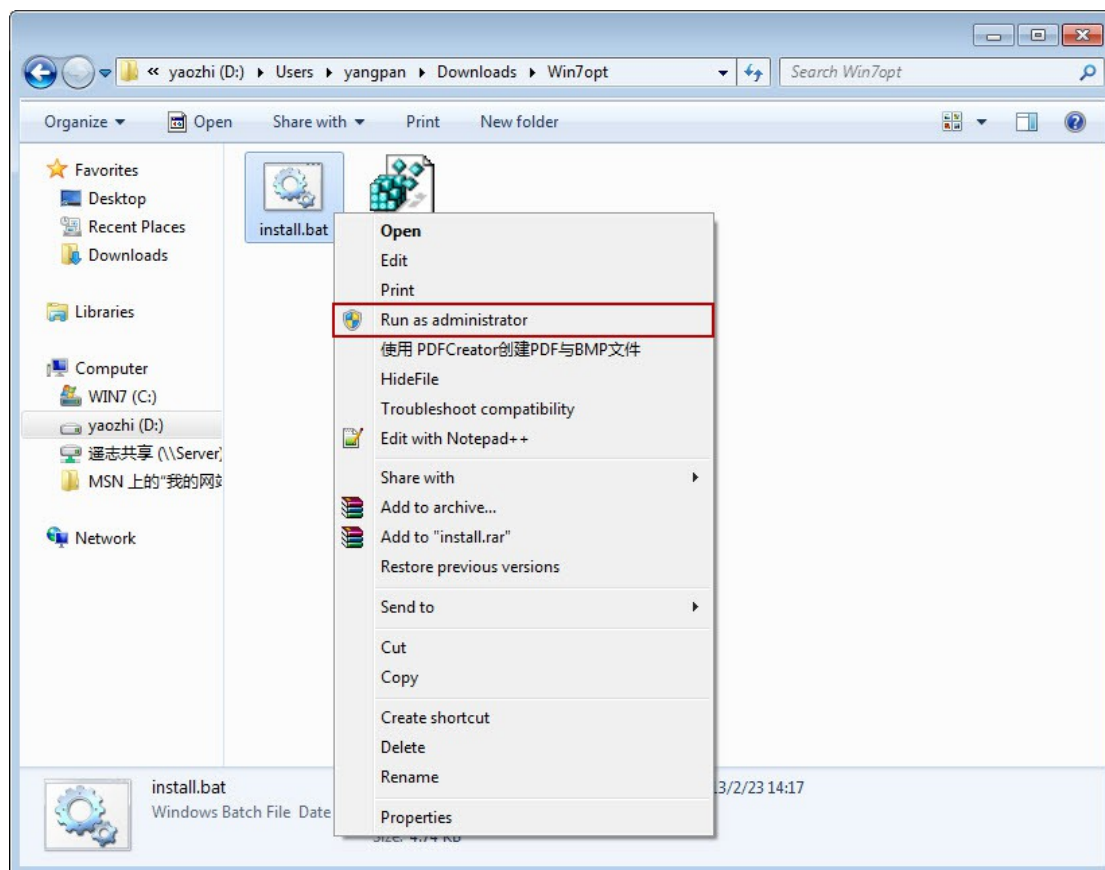 « yaozhi (D:) ▸ Users ▸ yangpan ▸ Downloads ▸ Win7opt
Search Win7opt
Organize Open Share with Print New folder
Favorites
Desktop
Recent Places
Downloads
Libraries
Computer
WIN7 (C:)
yaozhi (D:)
遥志共享 (\\Server)
MSN 上的“我的网
Network
install.bat
Open
Edit
Print
Run as administrator
使用 PDFCreator创建PDF与BMP文件
HideFile
Troubleshoot compatibility
Edit with Notepad++
Share with
Add to archive...
Add to "install.rar"
Restore previous versions
Send to
Cut
Copy
Create shortcut
Delete
Rename
Properties
install.bat
3/2/23 14:17
Windows Batch File Date
Size: 4.74 KB